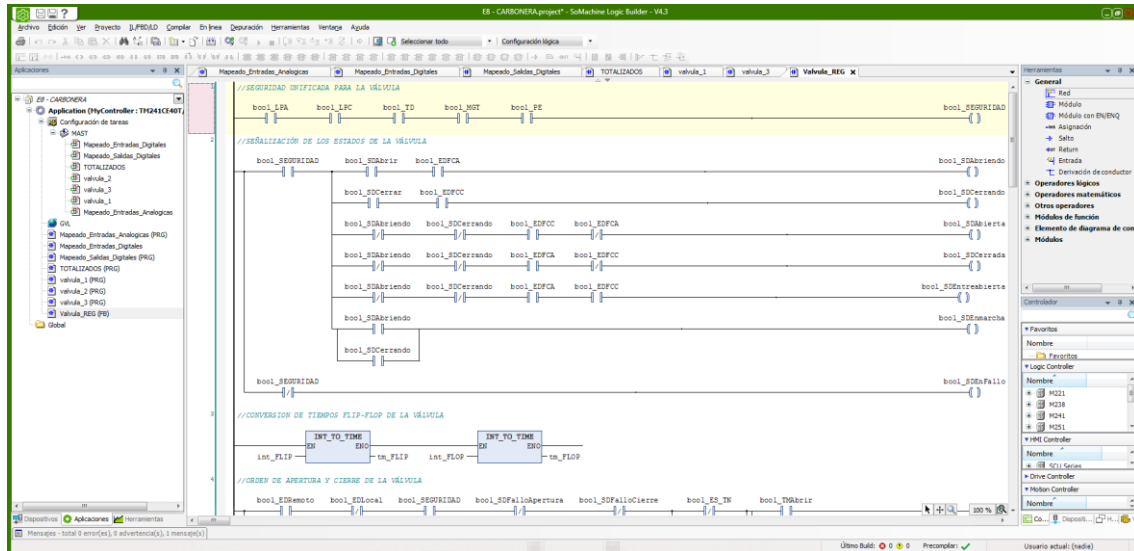 E8 - CARBONERA.project* - SoMachine Logic Builder - V4.3
Archivo Edición Ver Proyecto IL/FBD/LD Compilar En línea Depuración Herramientas Ventana Ayuda
Seleccionar todo Configuración lógica
Aplicaciones
Mapeado_Entradas_Analogicas Mapeado_Entradas_Digitales Mapeado_Salidas_Digitales TOTALIZADOS valvula_1 valvula_3 Valvula_REG
Herramientas
E8 - CARBONERA
Application (MyController : TM241CE40T/
Configuración de tareas
MAST
Mapeado_Entradas_Digitales
Mapeado_Salidas_Digitales
TOTALIZADOS
valvula_2
valvula_3
valvula_1
Mapeado_Entradas_Analogicas
GVL
Mapeado_Entradas_Analogicas (PRG)
Mapeado_Entradas_Digitales
Mapeado_Salidas_Digitales (PRG)
TOTALIZADOS (PRG)
valvula_1 (PRG)
valvula_2 (PRG)
valvula_3 (PRG)
Valvula_REG (FB)
Global
1
//SEGURIDAD UNIFICADA PARA LA VÁLVULA
bool_LPA bool_LPC bool_TD bool_MGT bool_PE bool_SEGURIDAD
2
//SEÑALIZACIÓN DE LOS ESTADOS DE LA VÁLVULA
bool_SEGURIDAD bool_SDAbrir bool_EDFCA bool_SDAbriendo
bool_SDCerrar bool_EDFCC bool_SDCerrando
bool_SDAbriendo bool_SDCerrando bool_EDFCC bool_EDFCA bool_SDAbierta
bool_SDAbriendo bool_SDCerrando bool_EDFCA bool_EDFCC bool_SDCerrada
bool_SDAbriendo bool_SDCerrando bool_EDFCA bool_EDFCC bool_SDEntreabierta
bool_SDAbriendo bool_SDEnmarcha
bool_SDCerrando
bool_SEGURIDAD bool_SDEnFallo
3
//CONVERSION DE TIEMPOS FLIP-FLOP DE LA VÁLVULA
INT_TO_TIME INT_TO_TIME
EN ENO EN ENO
int_FLIP tm_FLIP int_FLOP tm_FLOP
4
//ORDEN DE APERTURA Y CIERRE DE LA VÁLVULA
bool_EDRemoto bool_EDLocal bool_SEGURIDAD bool_SDFalloApertura bool_SDFalloCierre bool_ES_TN bool_TMAbrir
100 %
General
Red
Módulo
Módulo con EN/ENO
Asignación
Salto
Return
Entrada
Derivación de conductor
Operadores lógicos
Operadores matemáticos
Otros operadores
Módulos de función
Elemento de diagrama de con
Módulos
Controlador
Favoritos
Nombre
Favoritos
Logic Controller
Nombre
M221
M238
M241
M251
HMI Controller
Nombre
SCU Series
Drive Controller
Motion Controller
Nombre
Dispositivos Aplicaciones Herramientas
Co... Disposit... H...
Mensajes - total 0 error(es), 0 advertencia(s), 1 mensaje(s)
Último Build: 0 0 Precompilar: Usuario actual: (nadie)